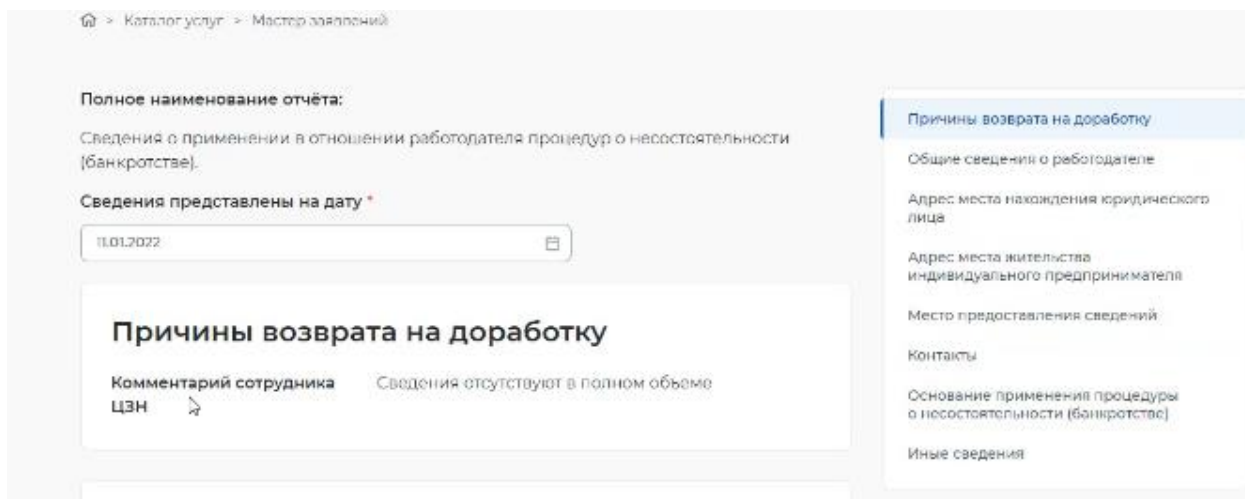 > Каталог услуг > Мастер заявлений
Полное наименование отчёта:
Сведения о применении в отношении работодателя процедур о несостоятельности
(банкротстве).
Сведения представлены на дату *
11.01.2022
Причины возврата на доработку
Комментарий сотрудника
ЦЗН
Сведения отсутствуют в полном объеме
Причины возврата на доработку
Общие сведения о работодателе
Адрес места нахождения юридического
лица
Адрес места жительства
индивидуального предпринимателя
Место предоставления сведений
Контакты
Основание применения процедуры
о несостоятельности (банкротстве)
Иные сведения